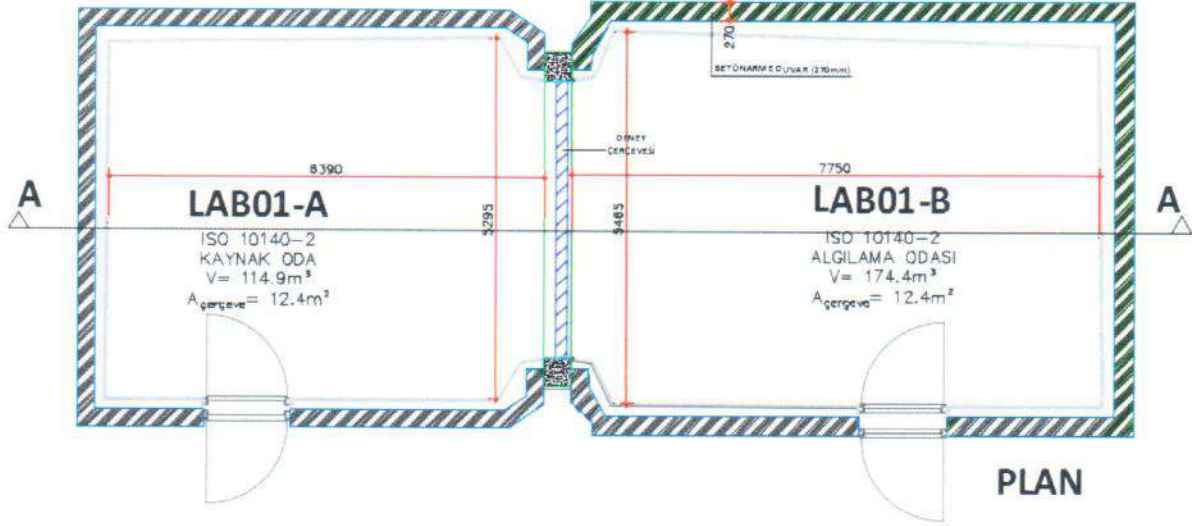 270
BETONARME DUVAR (270mm)
DENEY
ÇERÇEVESİ
6390
7750
A
LAB01-A
5295
5465
LAB01-B
A
ISO 10140-2
KAYNAK ODA
V= 114.9m³
Açerçeve= 12.4m²
ISO 10140-2
ALGILAMA ODASI
V= 174.4m³
Açerçeve= 12.4m²
PLAN